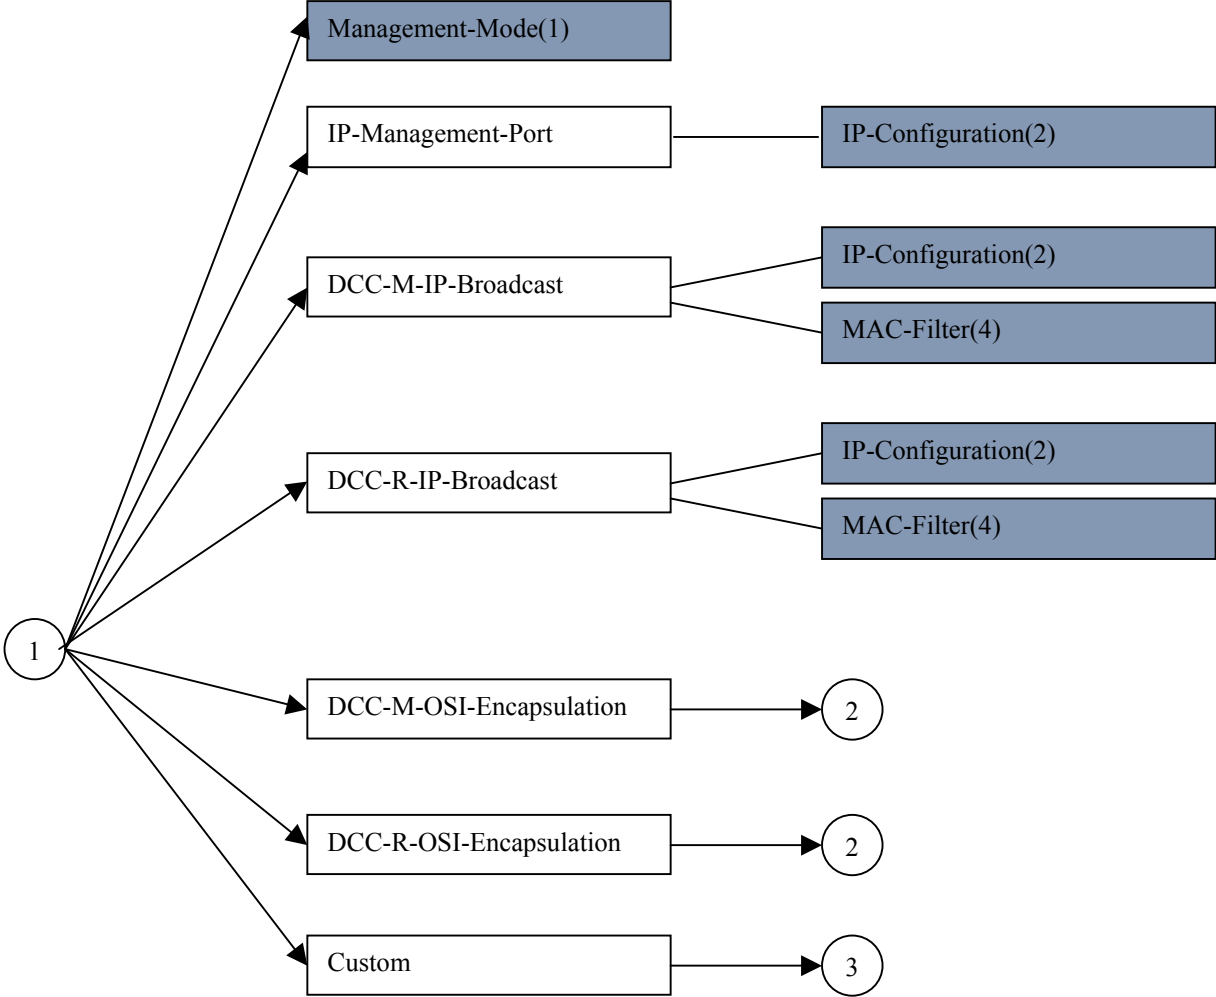 Management-Mode(1)
IP-Management-Port
IP-Configuration(2)
DCC-M-IP-Broadcast
IP-Configuration(2)
MAC-Filter(4)
DCC-R-IP-Broadcast
IP-Configuration(2)
MAC-Filter(4)
1
DCC-M-OSI-Encapsulation
2
DCC-R-OSI-Encapsulation
2
Custom
3